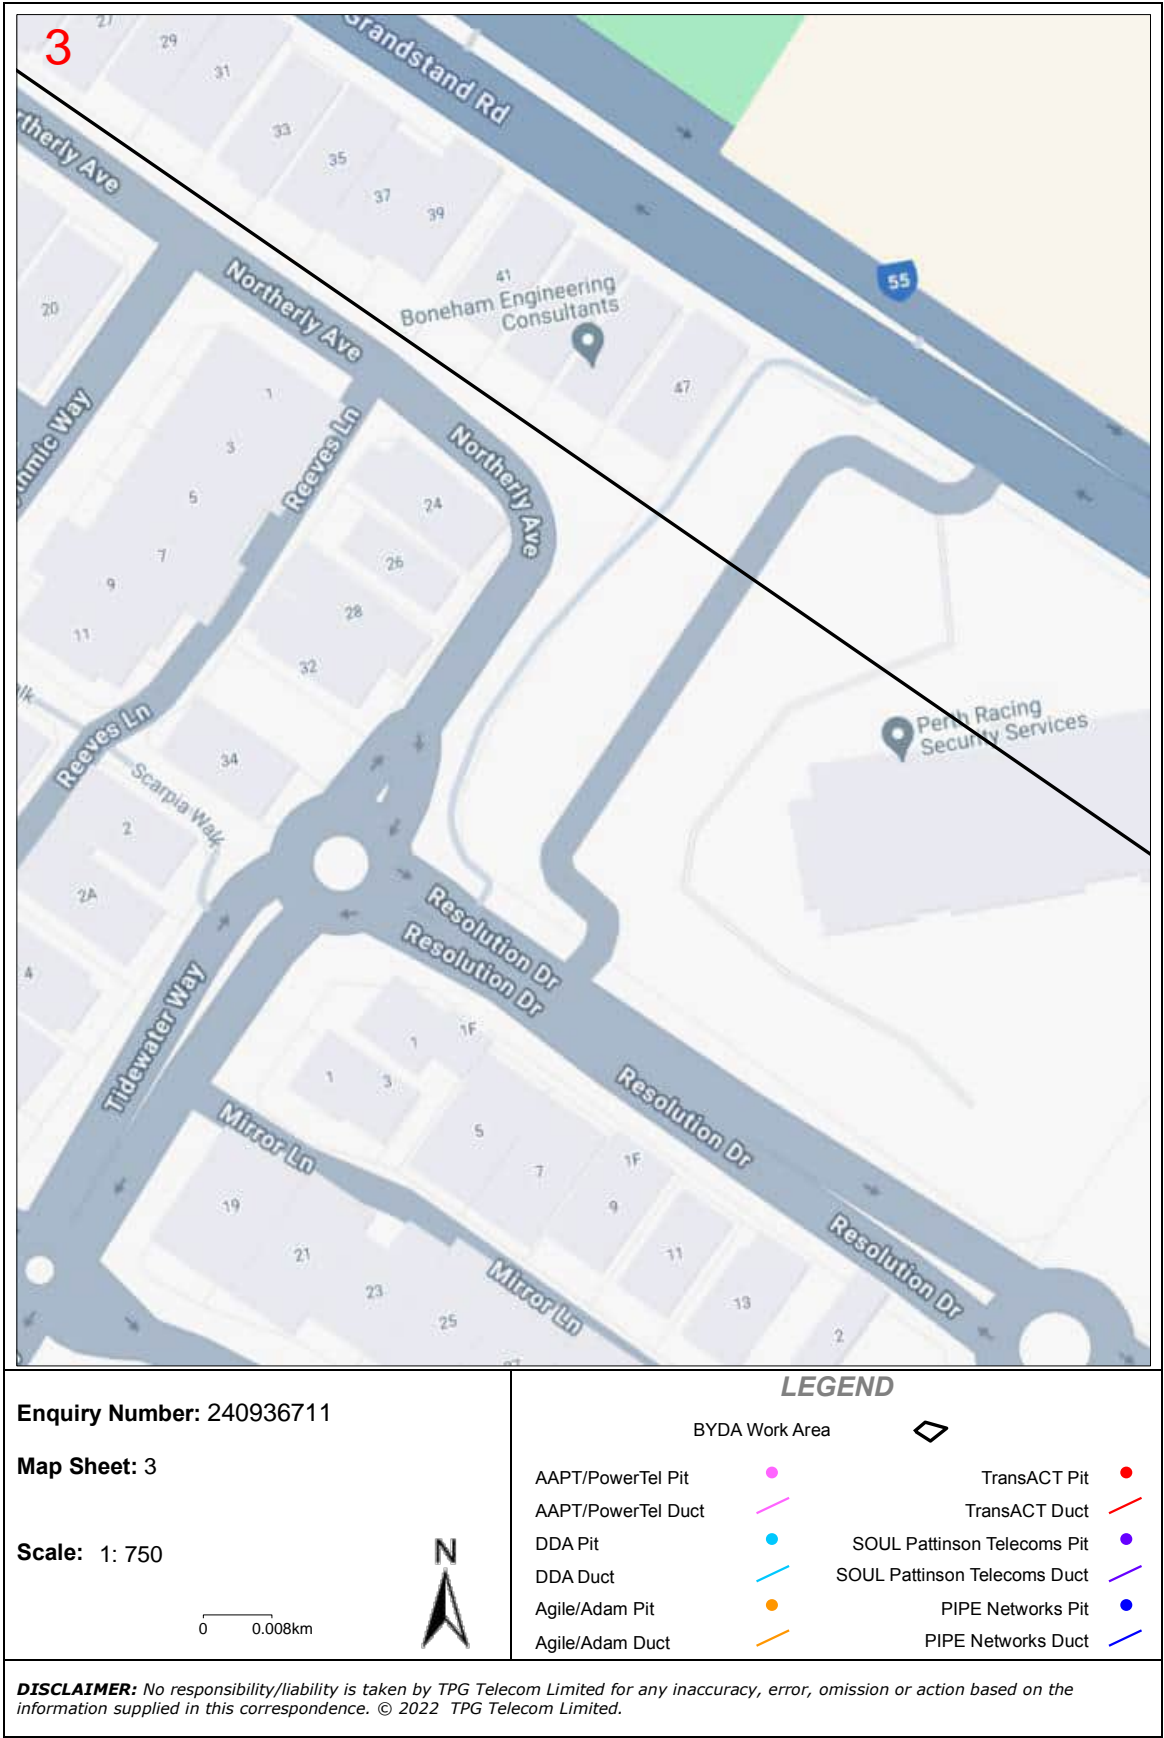 3
27
29
31
Grandstand Rd
33
35
37
39
Northerly Ave
41
Boneham Engineering
Consultants
55
20
47
1
3
5
7
9
11
Reeves Ln
Northerly Ave
24
26
28
32
Reeves Ln
34
Scarpia Walk
2
2A
4
Perth Racing
Security Services
Resolution Dr
Resolution Dr
Tidewater Way
1F
1
1
3
5
7
1F
9
11
13
2
Resolution Dr
Resolution Dr
Mirror Ln
19
21
23
25
Mirror Ln
Enquiry Number: 240936711
Map Sheet: 3
Scale: 1: 750
0 0.008km
N
LEGEND
BYDA Work Area
AAPT/PowerTel Pit
AAPT/PowerTel Duct
DDA Pit
DDA Duct
Agile/Adam Pit
Agile/Adam Duct
TransACT Pit
TransACT Duct
SOUL Pattinson Telecoms Pit
SOUL Pattinson Telecoms Duct
PIPE Networks Pit
PIPE Networks Duct
DISCLAIMER: No responsibility/liability is taken by TPG Telecom Limited for any inaccuracy, error, omission or action based on the
information supplied in this correspondence. © 2022 TPG Telecom Limited.